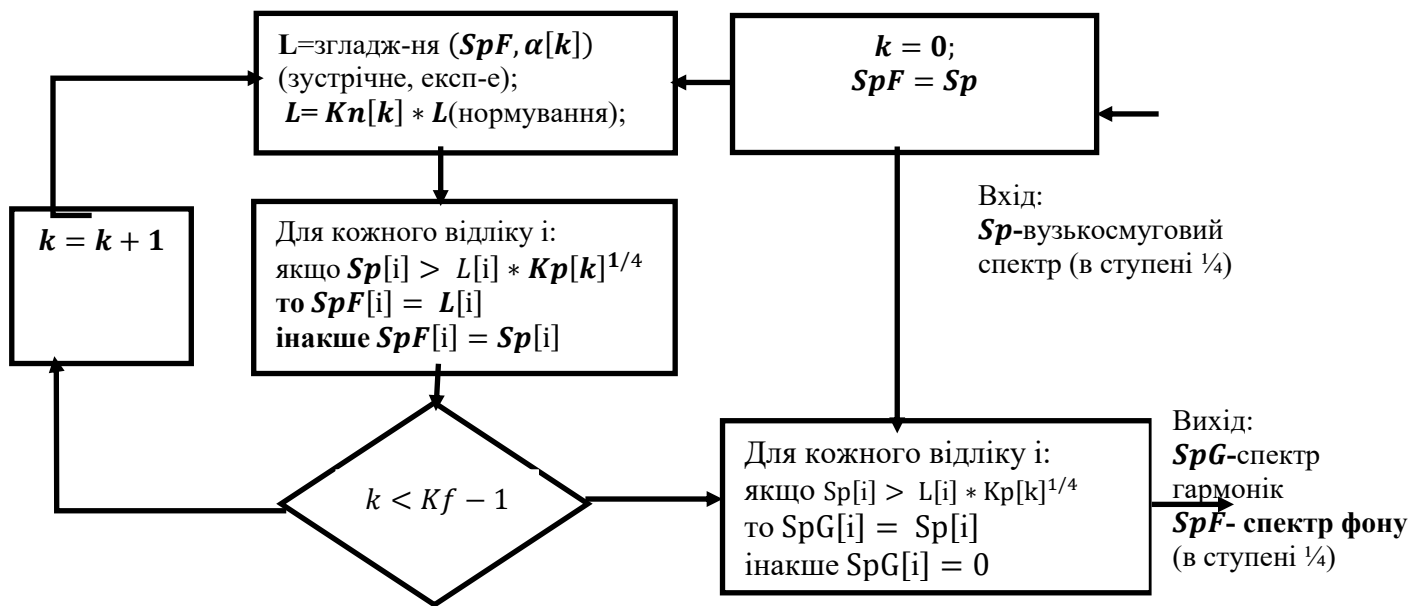 L=згладж-ня (SpF, α[k])
(зустрічне, експ-е);
L= Kn[k] ∗ L(нормування);
k = 0;
SpF = Sp
k = k + 1
Для кожного відліку i:
якщо Sp[i] > L[i] ∗ Kp[k]^1/4
то SpF[i] = L[i]
інакше SpF[i] = Sp[i]
Вхід:
Sp-вузькосмуговий
спектр (в ступені ¼)
k < Kf − 1
Для кожного відліку i:
якщо Sp[i] > L[i] ∗ Kp[k]^1/4
то SpG[i] = Sp[i]
інакше SpG[i] = 0
Вихід:
SpG-спектр
гармонік
SpF- спектр фону
(в ступені ¼)